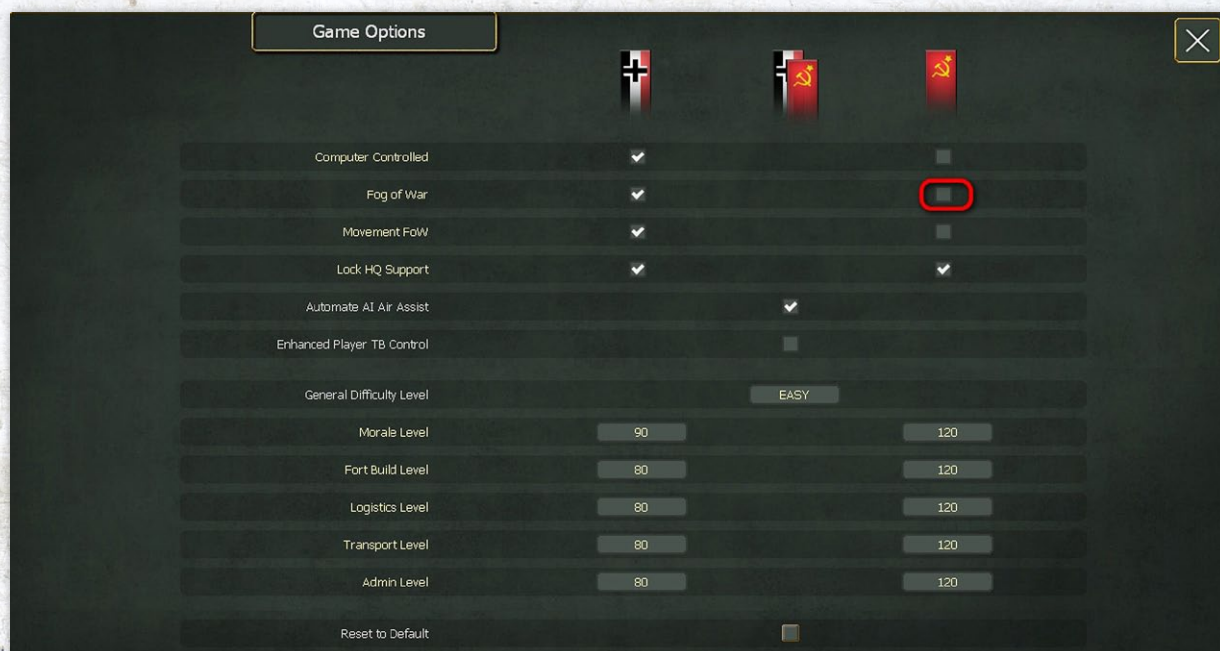 Game Options
Computer Controlled
Fog of War
Movement FoW
Lock HQ Support
Automate AI Air Assist
Enhanced Player TB Control
General Difficulty Level EASY
Morale Level 90 120
Fort Build Level 80 120
Logistics Level 80 120
Transport Level 80 120
Admin Level 80 120
Reset to Default